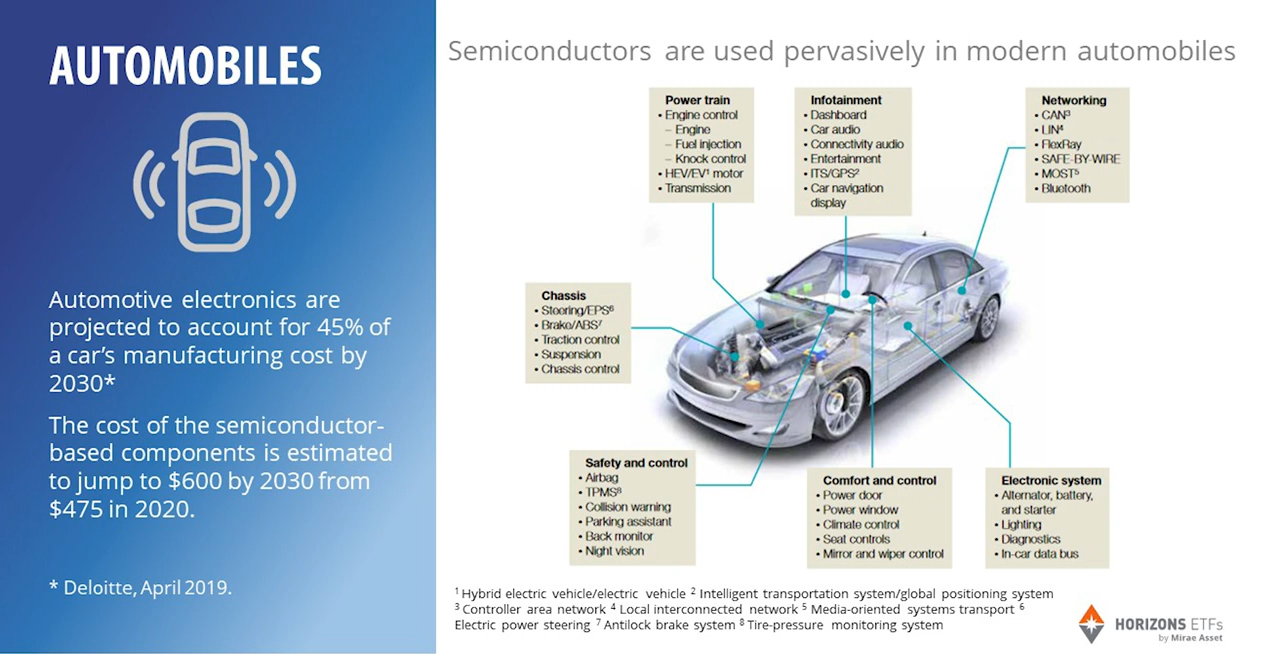 AUTOMOBILES
Automotive electronics are
projected to account for 45% of
a car's manufacturing cost by
2030*
The cost of the semiconductor-
based components is estimated
to jump to $600 by 2030 from
$475 in 2020.
* Deloitte, April 2019.
Semiconductors are used pervasively in modern automobiles
Power train
• Engine control
– Engine
– Fuel injection
– Knock control
• HEV/EV¹ motor
• Transmission
Infotainment
• Dashboard
• Car audio
• Connectivity audio
• Entertainment
• ITS/GPS²
• Car navigation
display
Networking
• CAN³
• LIN⁴
• FlexRay
• SAFE-BY-WIRE
• MOST⁵
• Bluetooth
Chassis
• Steering/EPS⁶
• Brake/ABS⁷
• Traction control
• Suspension
• Chassis control
Safety and control
• Airbag
• TPMS⁸
• Collision warning
• Parking assistant
• Back monitor
• Night vision
Comfort and control
• Power door
• Power window
• Climate control
• Seat controls
• Mirror and wiper control
Electronic system
• Alternator, battery,
and starter
• Lighting
• Diagnostics
• In-car data bus
¹ Hybrid electric vehicle/electric vehicle ² Intelligent transportation system/global positioning system
³ Controller area network ⁴ Local interconnected network ⁵ Media-oriented systems transport ⁶
Electric power steering ⁷ Antilock brake system ⁸ Tire-pressure monitoring system
HORIZONS ETFs
by Mirae Asset